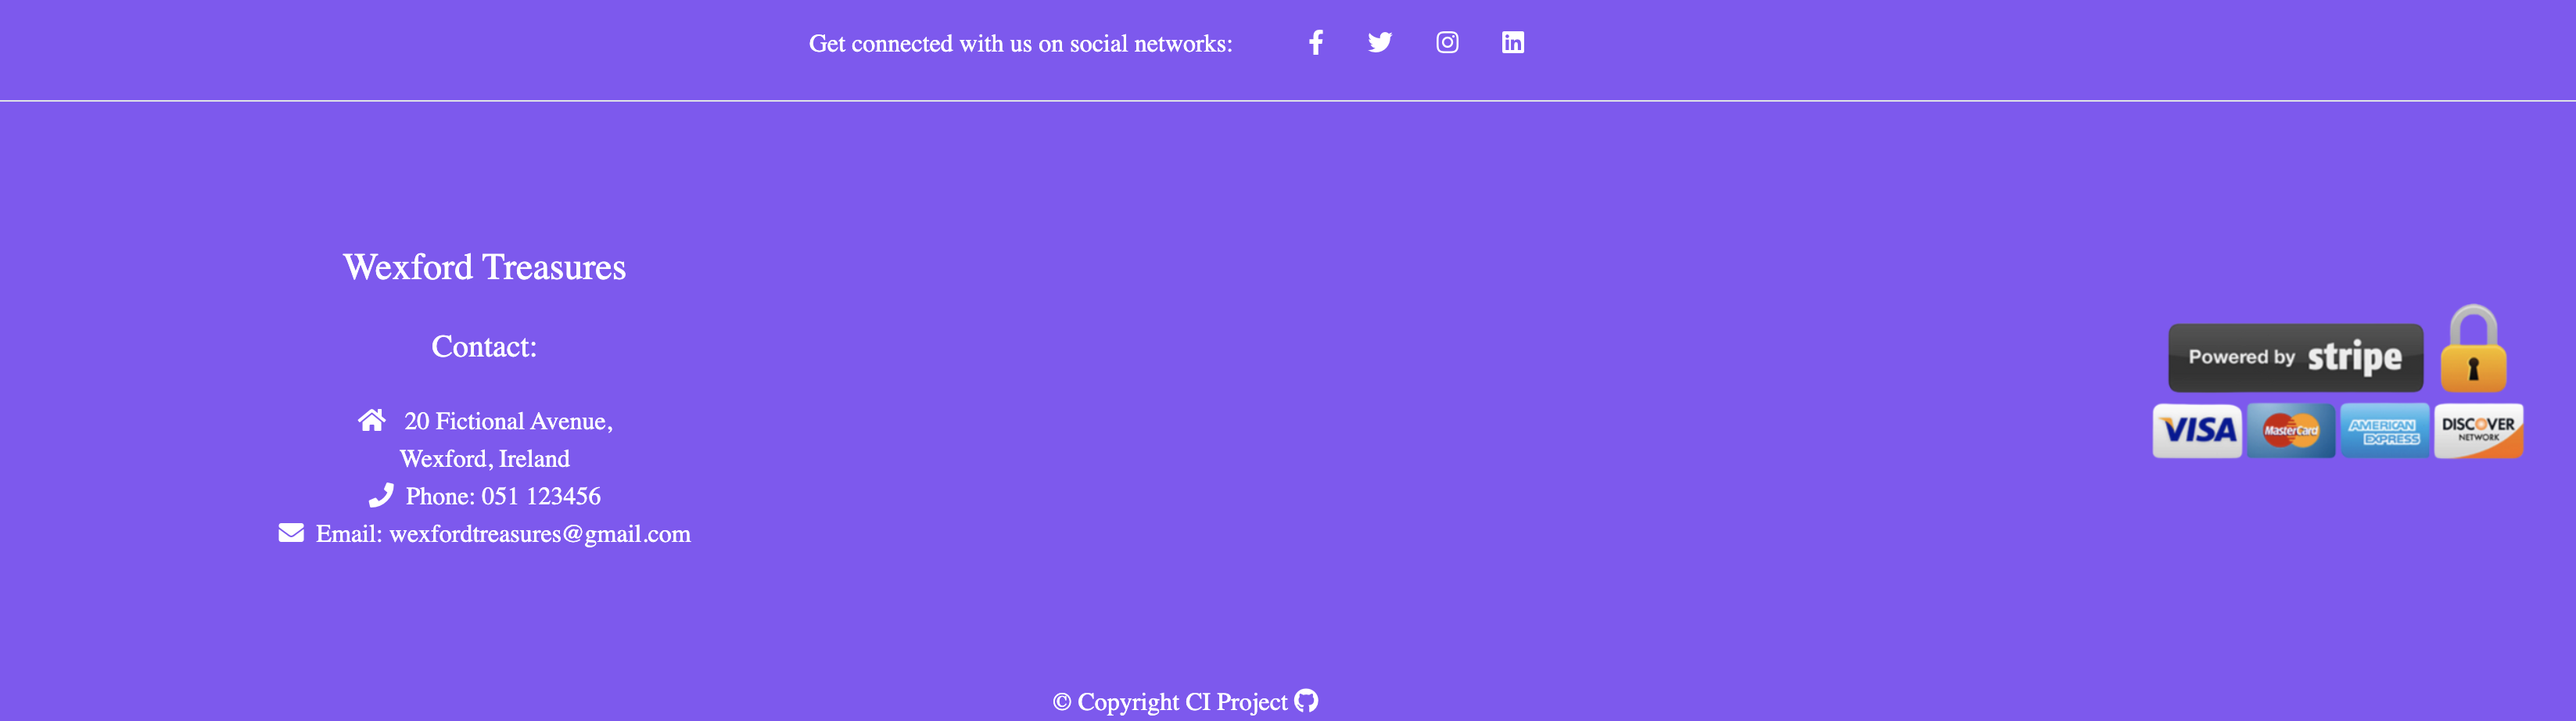 Get connected with us on social networks:
Wexford Treasures
Contact:
20 Fictional Avenue,
Wexford, Ireland
Phone: 051 123456
Email: wexfordtreasures@gmail.com
Powered by stripe
VISA MasterCard AMERICAN EXPRESS DISCOVER NETWORK
© Copyright CI Project